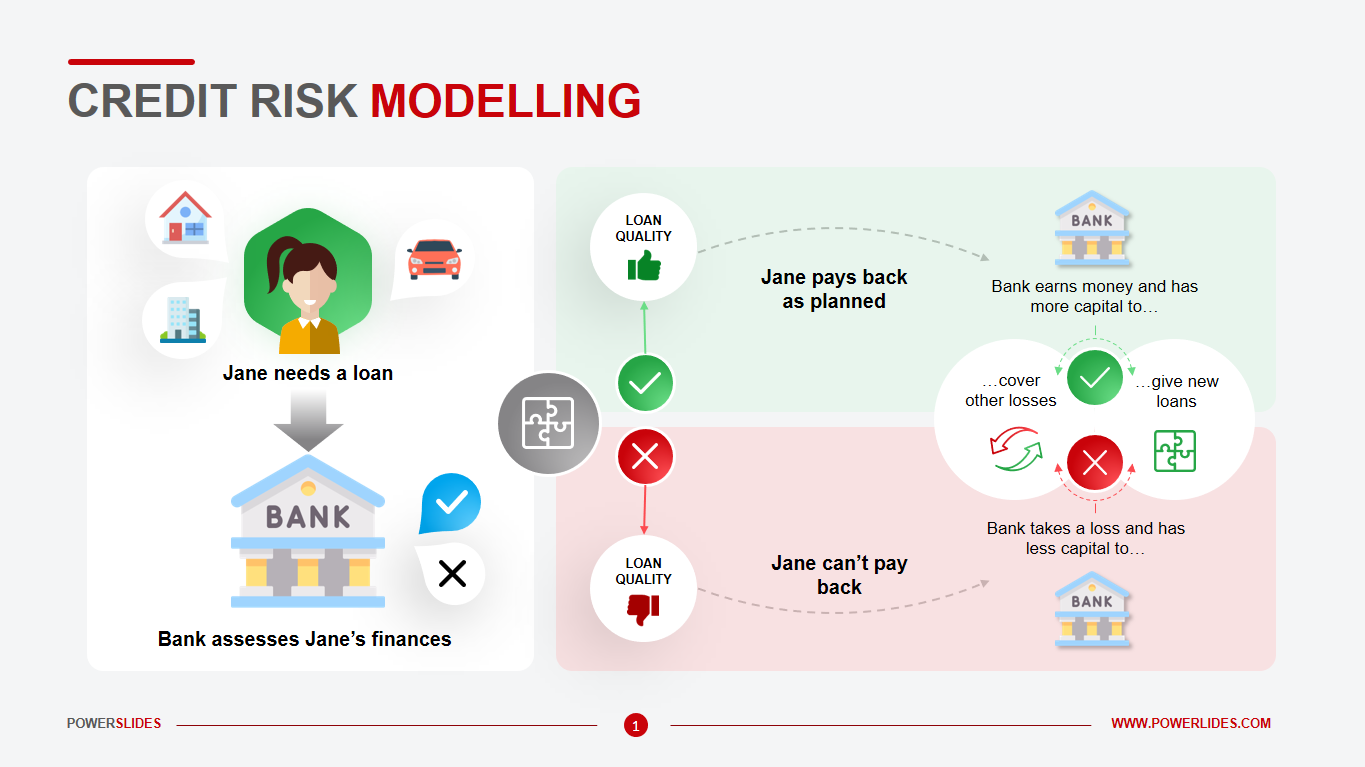 CREDIT RISK MODELLING
Jane needs a loan
BANK
Bank assesses Jane’s finances
LOAN
QUALITY
Jane pays back
as planned
BANK
Bank earns money and has
more capital to…
…cover
other losses
…give new
loans
LOAN
QUALITY
Jane can’t pay
back
Bank takes a loss and has
less capital to…
BANK
POWERSLIDES
1
WWW.POWERLIDES.COM